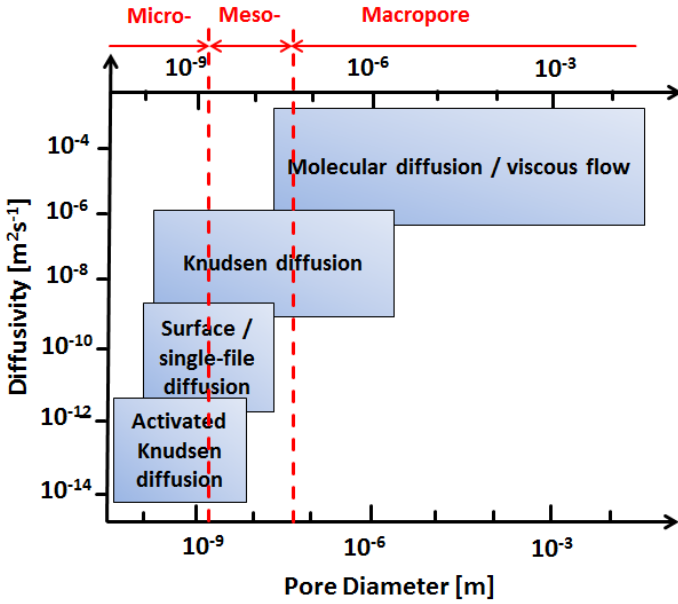 Micro- Meso- Macropore
10⁻⁹ 10⁻⁶ 10⁻³
Diffusivity [m²s⁻¹]
10⁻⁴
10⁻⁶
10⁻⁸
10⁻¹⁰
10⁻¹²
10⁻¹⁴
Molecular diffusion / viscous flow
Knudsen diffusion
Surface /
single-file
diffusion
Activated
Knudsen
diffusion
10⁻⁹ 10⁻⁶ 10⁻³
Pore Diameter [m]